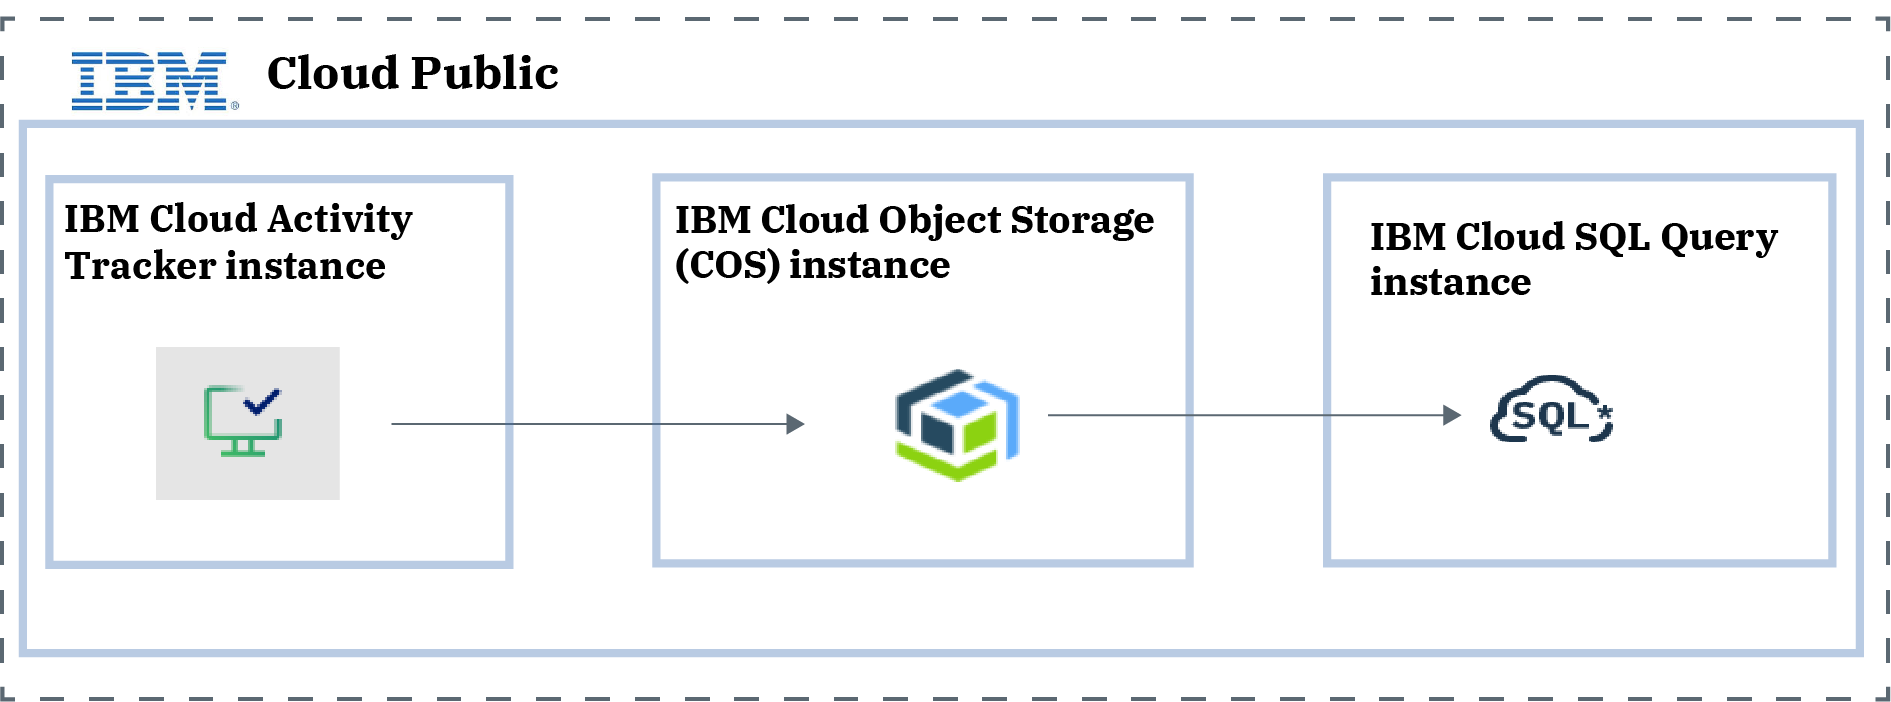 IBM® Cloud Public
IBM Cloud Activity
Tracker instance
IBM Cloud Object Storage
(COS) instance
IBM Cloud SQL Query
instance
SQL*